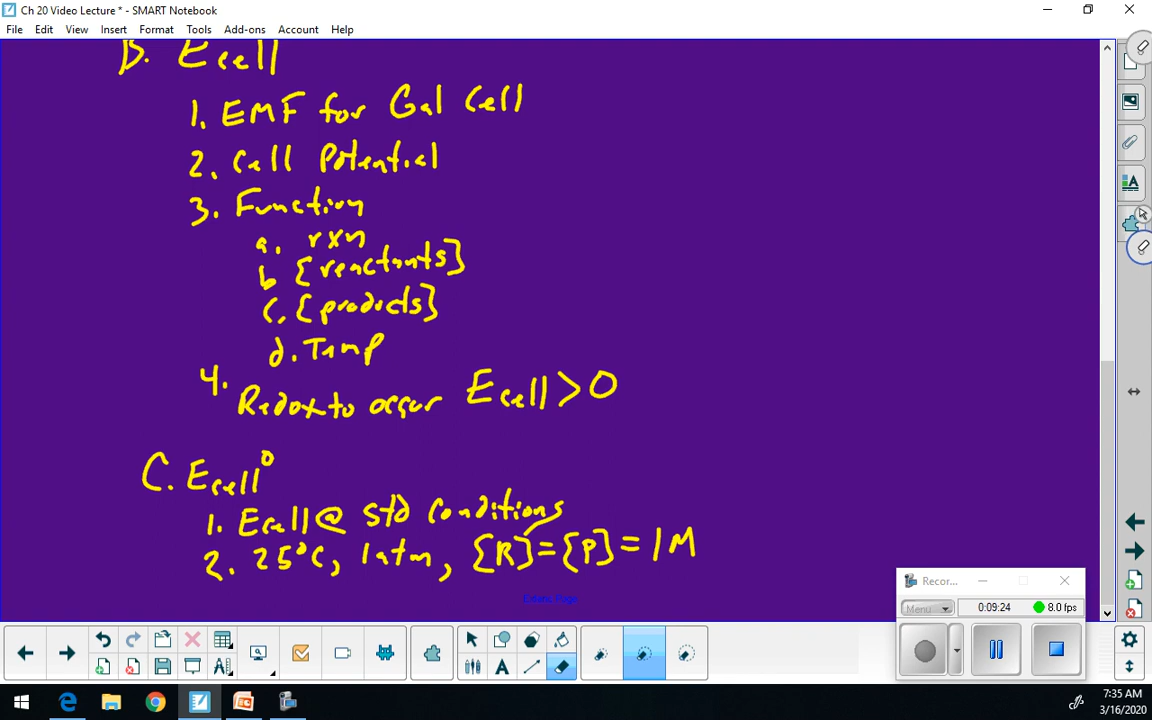 Ch 20 Video Lecture * - SMART Notebook
File Edit View Insert Format Tools Add-ons Account Help
B. Ecell
1. EMF for Gal Cell
2. Cell Potential
3. Function
a. rxn
b [reactants]
c. [products]
d. Temp
4. Redox to occur Ecell > 0
C. Ecell°
1. Ecell @ std conditions
2. 25°C, 1atm, [R] = [P] = 1M
Extend Page
Recor...
Menu 0:09:24 8.0 fps
7:35 AM
3/16/2020